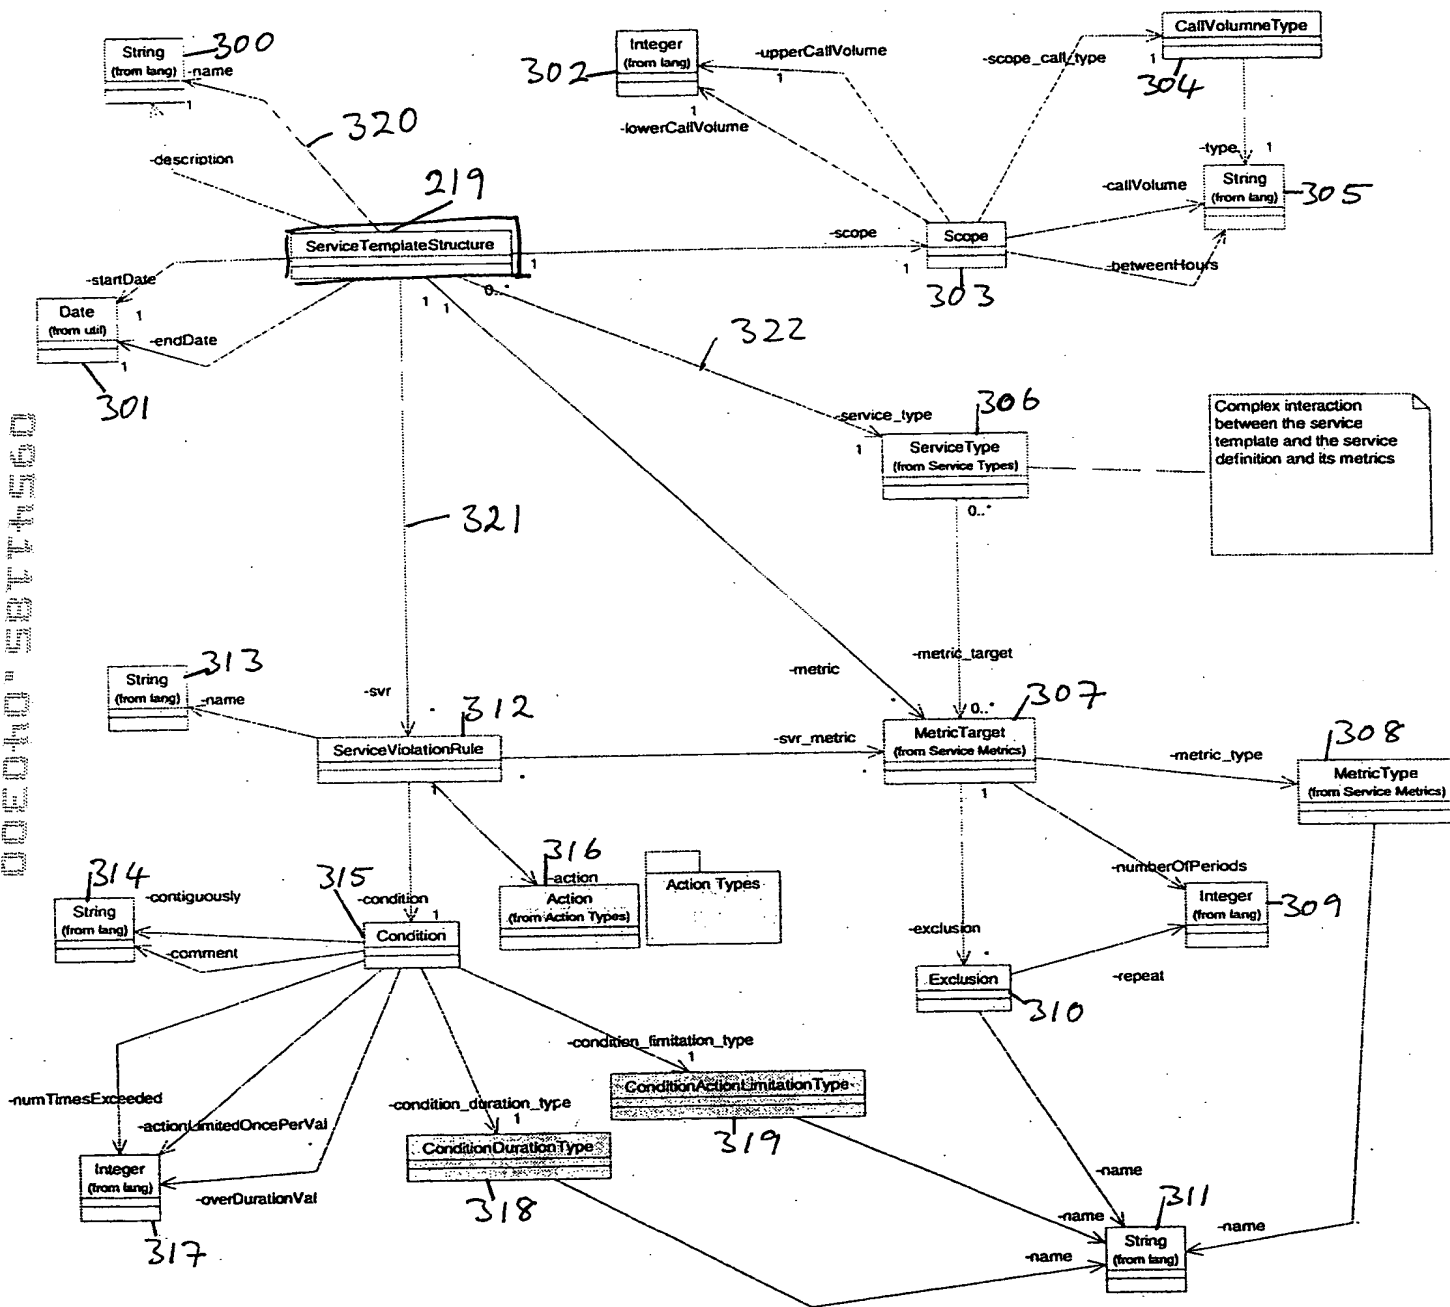 String
(from lang)
300
-name
1
320
-description
219
ServiceTemplateStructure
1
-startDate
Date
(from util)
1
-endDate
1
301
Integer
(from lang)
302
-upperCallVolume
1
1
-lowerCallVolume
-scope_call_type
CallVolumneType
1
304
-type
1
-callVolume
String
(from lang)
305
-scope
Scope
1
-betweenHours
303
0..*
1
1
322
321
-service_type
306
1
ServiceType
(from Service Types)
0..*
Complex interaction
between the service
template and the service
definition and its metrics
09541185.040300
-metric_target
-metric
313
String
(from lang)
-name
-svr
*
312
ServiceViolationRule
1
-svr_metric
*
0..*
307
MetricTarget
(from Service Metrics)
1
-metric_type
308
MetricType
(from Service Metrics)
314
String
(from lang)
-contiguously
-comment
315
-condition
1
Condition
316
-action
Action
(from Action Types)
Action Types
-numberOfPeriods
Integer
(from lang)
309
-exclusion
*
Exclusion
-repeat
310
-condition_limitation_type
1
ConditionActionLimitationType
319
-numTimesExceeded
-actionLimitedOncePerVal
-condition_duration_type
1
ConditionDurationType
318
Integer
(from lang)
-overDurationVal
317
-name
311
-name
String
(from lang)
-name
-name